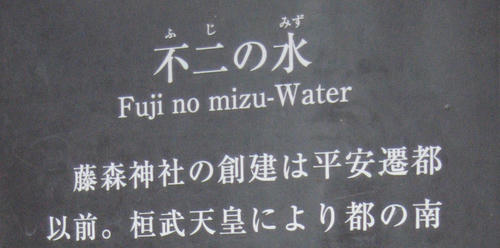 ふ じ みず
不二の水
Fuji no mizu-Water
藤森神社の創建は平安遷都
以前。桓武天皇により都の南